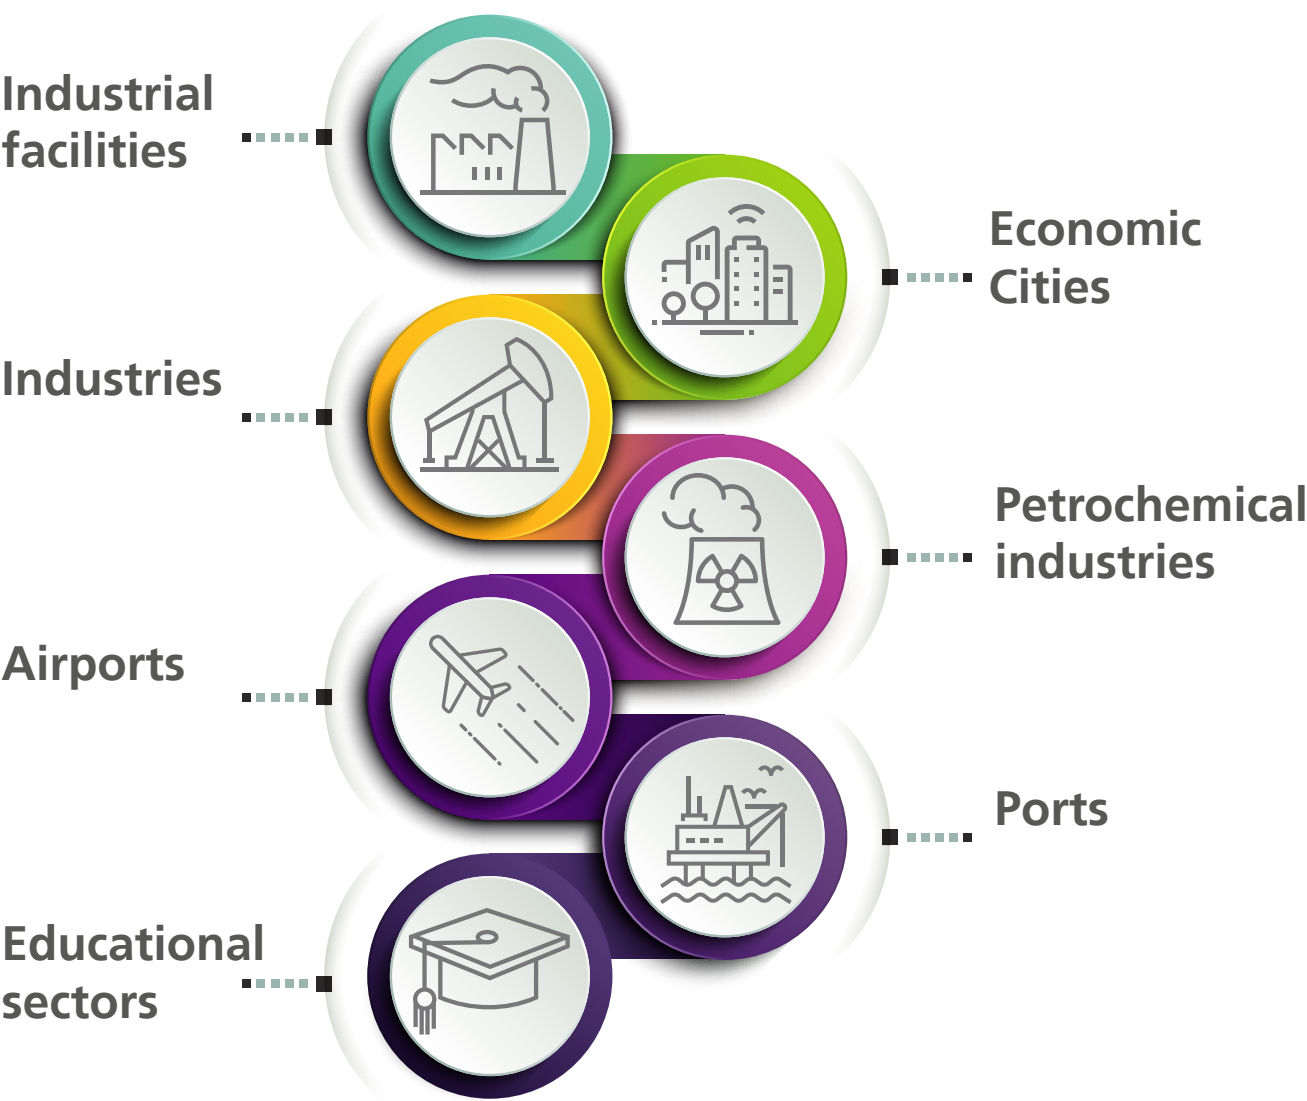 Industrial
facilities
Economic
Cities
Industries
Petrochemical
industries
Airports
Ports
Educational
sectors